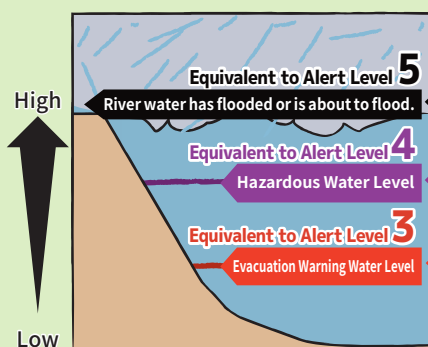 Equivalent to Alert Level 5
High
River water has flooded or is about to flood.
Equivalent to Alert Level 4
Hazardous Water Level
Equivalent to Alert Level 3
Evacuation Warning Water Level
Low